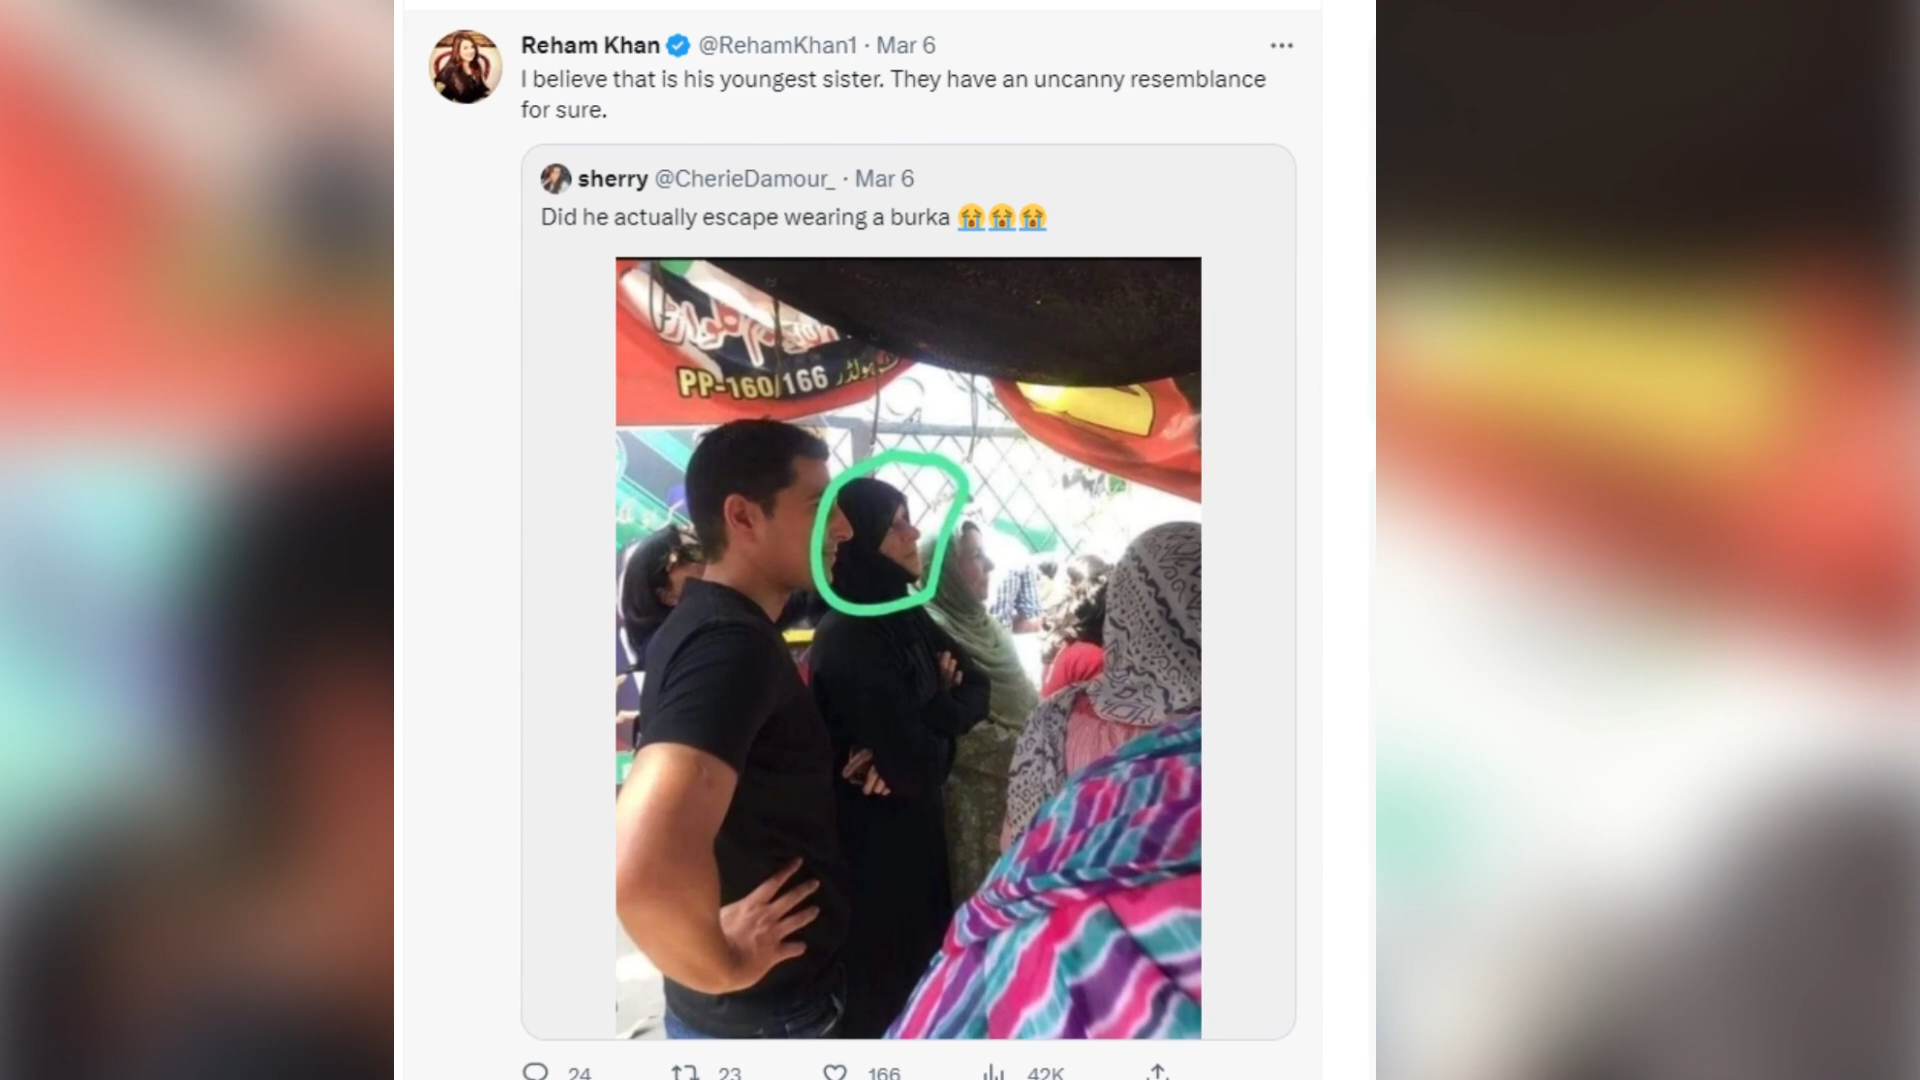 Reham Khan @RehamKhan1 · Mar 6
I believe that is his youngest sister. They have an uncanny resemblance
for sure.
sherry @CherieDamour_ · Mar 6
Did he actually escape wearing a burka 😭😭😭
PP-160/166
24 23 166 42K